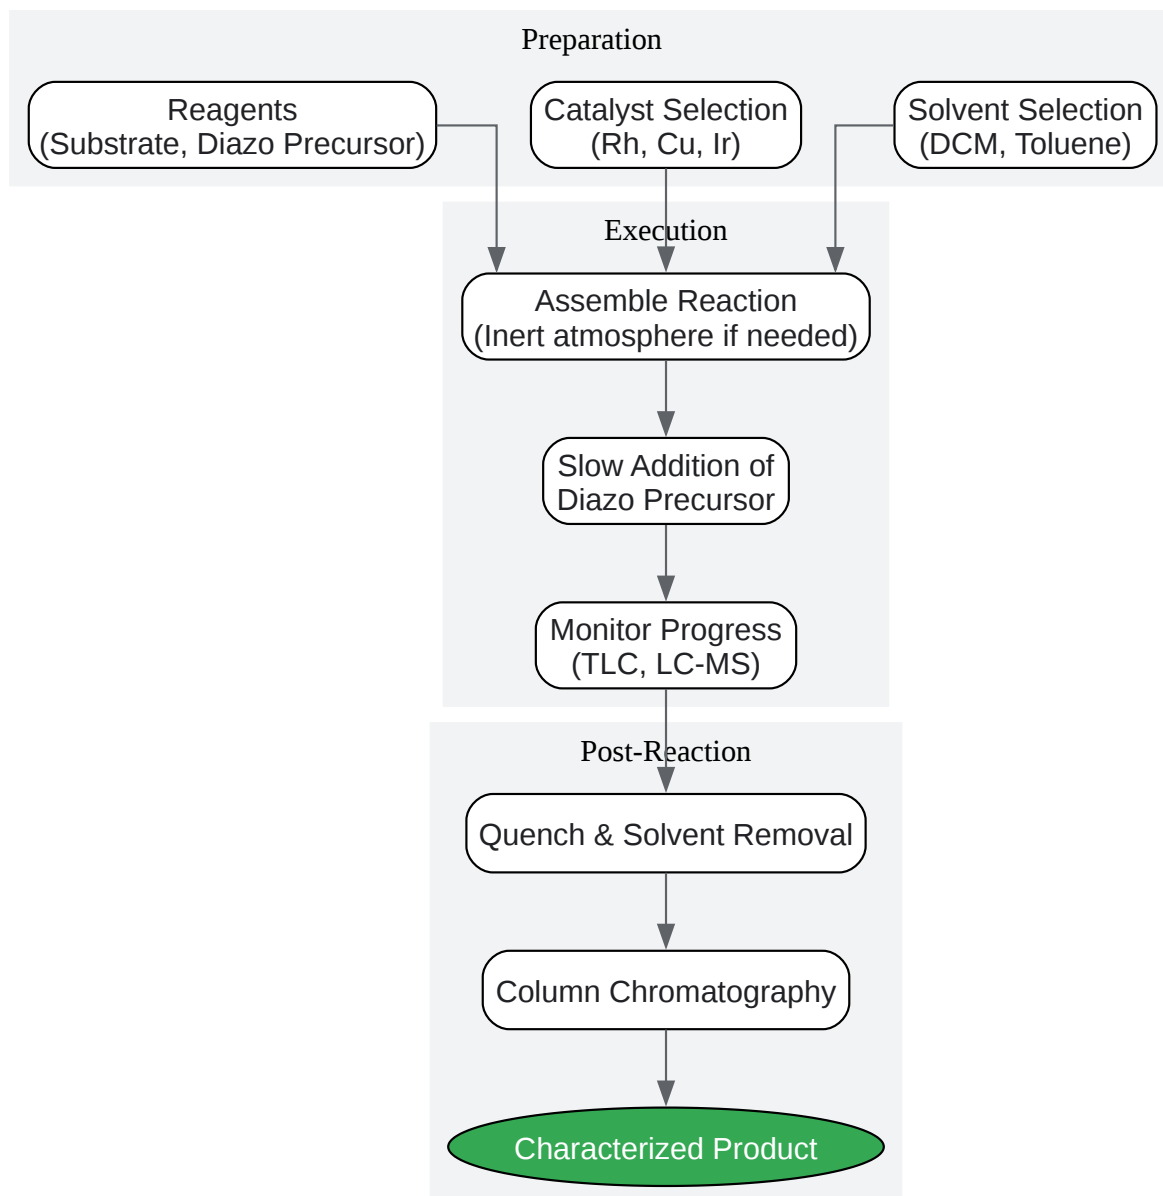 Preparation
Reagents
(Substrate, Diazo Precursor)
Catalyst Selection
(Rh, Cu, Ir)
Solvent Selection
(DCM, Toluene)
Execution
Assemble Reaction
(Inert atmosphere if needed)
Slow Addition of
Diazo Precursor
Monitor Progress
(TLC, LC-MS)
Post-Reaction
Quench & Solvent Removal
Column Chromatography
Characterized Product